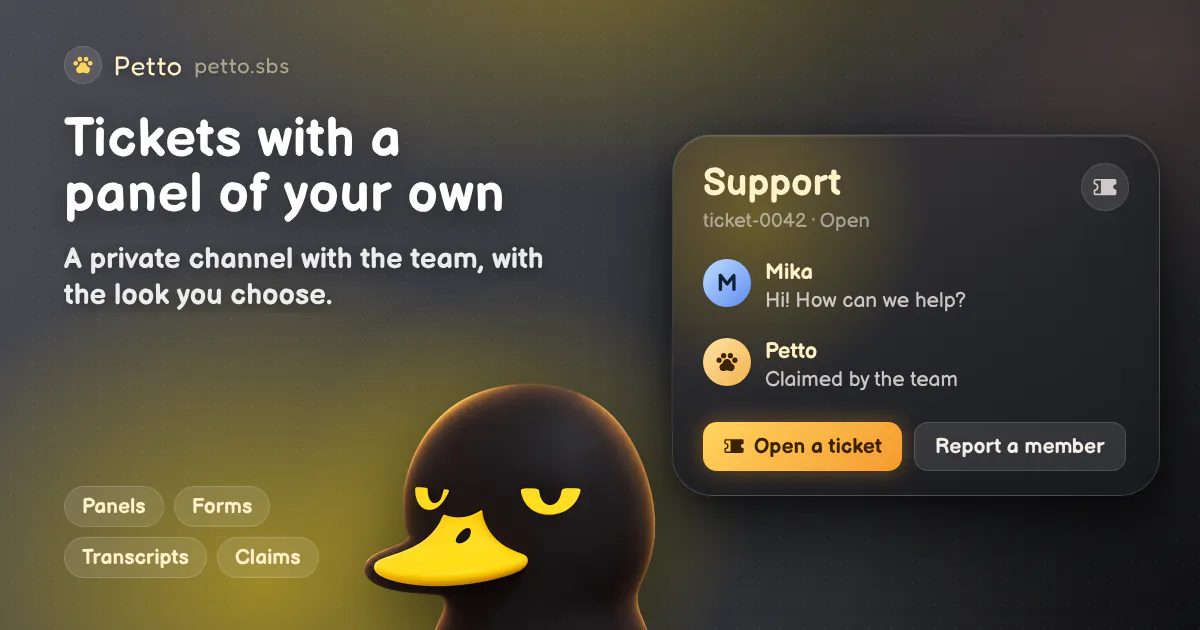 Petto petto.sbs
Tickets with a
panel of your own
A private channel with the team, with
the look you choose.
Panels
Forms
Transcripts
Claims
Support
ticket-0042 · Open
M
Mika
Hi! How can we help?
Petto
Claimed by the team
Open a ticket
Report a member